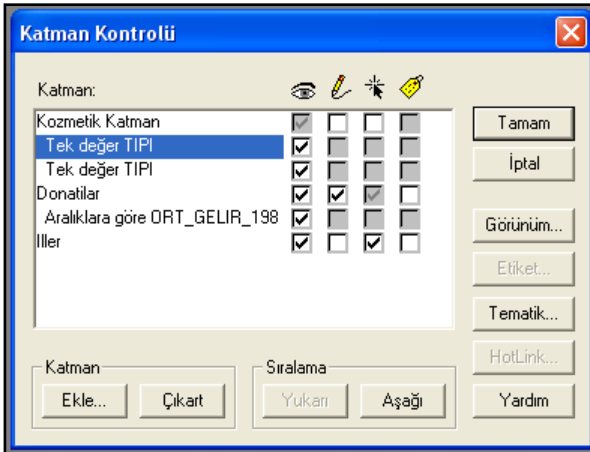 Katman Kontrolü
Katman:
Kozmetik Katman
Tek değer TIPI
Tek değer TIPI
Donatilar
Aralıklara göre ORT_GELIR_198
Iller
Tamam
İptal
Görünüm...
Etiket...
Tematik...
HotLink...
Yardım
Katman
Ekle...
Çıkart
Sıralama
Yukarı
Aşağı